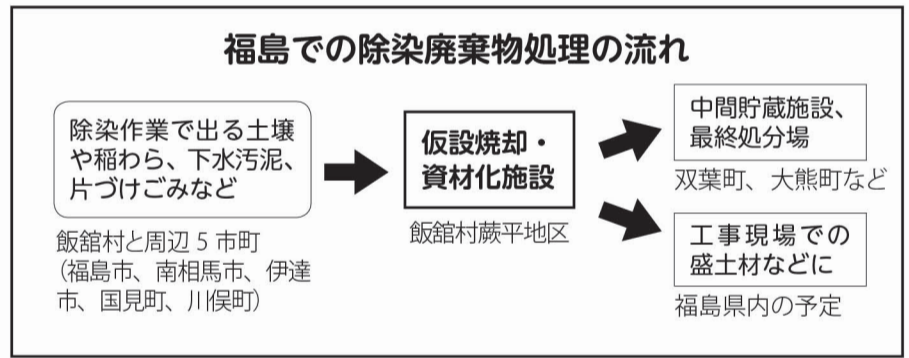 福島での除染廃棄物処理の流れ
除染作業で出る土壌
や稲わら、下水汚泥、
片づけごみなど
飯舘村と周辺5市町
（福島市、南相馬市、伊達
市、国見町、川俣町）
仮設焼却・
資材化施設
飯舘村蕨平地区
中間貯蔵施設、
最終処分場
双葉町、大熊町など
工事現場での
盛土材などに
福島県内の予定